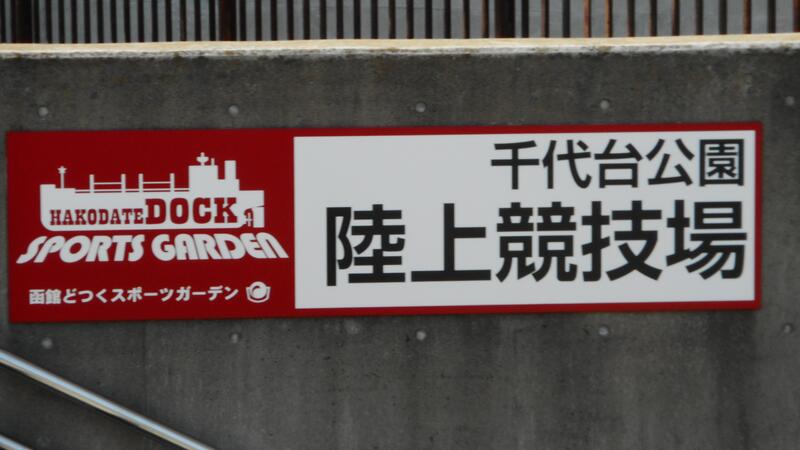 HAKODATE DOCK
SPORTS GARDEN
函館どつくスポーツガーデン
千代台公園
陸上競技場